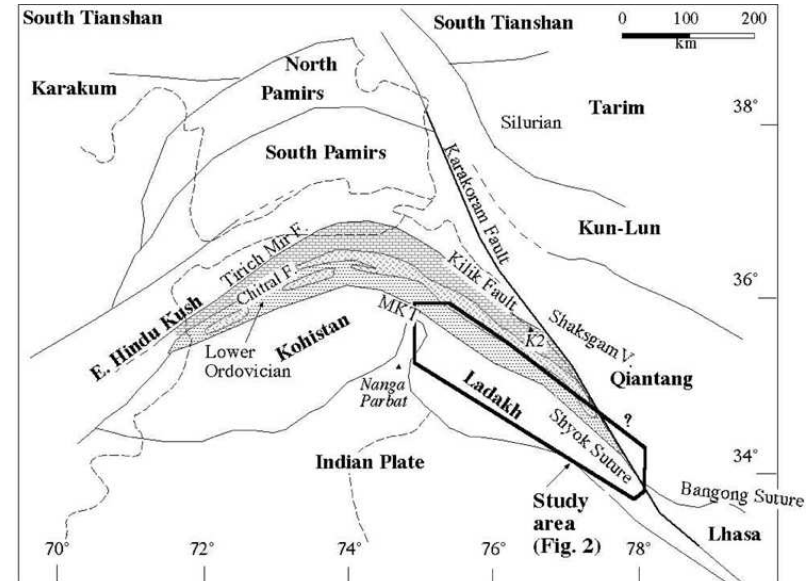 South Tianshan
South Tianshan
0 100 200
km
North
Pamirs
Karakum
Tarim
38°
Silurian
South Pamirs
Karakoram Fault
Kun-Lun
Tirich Mir F.
Kilik Fault
36°
Chitral F.
E. Hindu Kush
MKT
Shaksgam V.
K2
Lower
Ordovician
Kohistan
Qiantang
Nanga
Parbat
Ladakh
?
Shyok Suture
Indian Plate
34°
Bangong Suture
Study
area
(Fig. 2)
Lhasa
70° 72° 74° 76° 78°